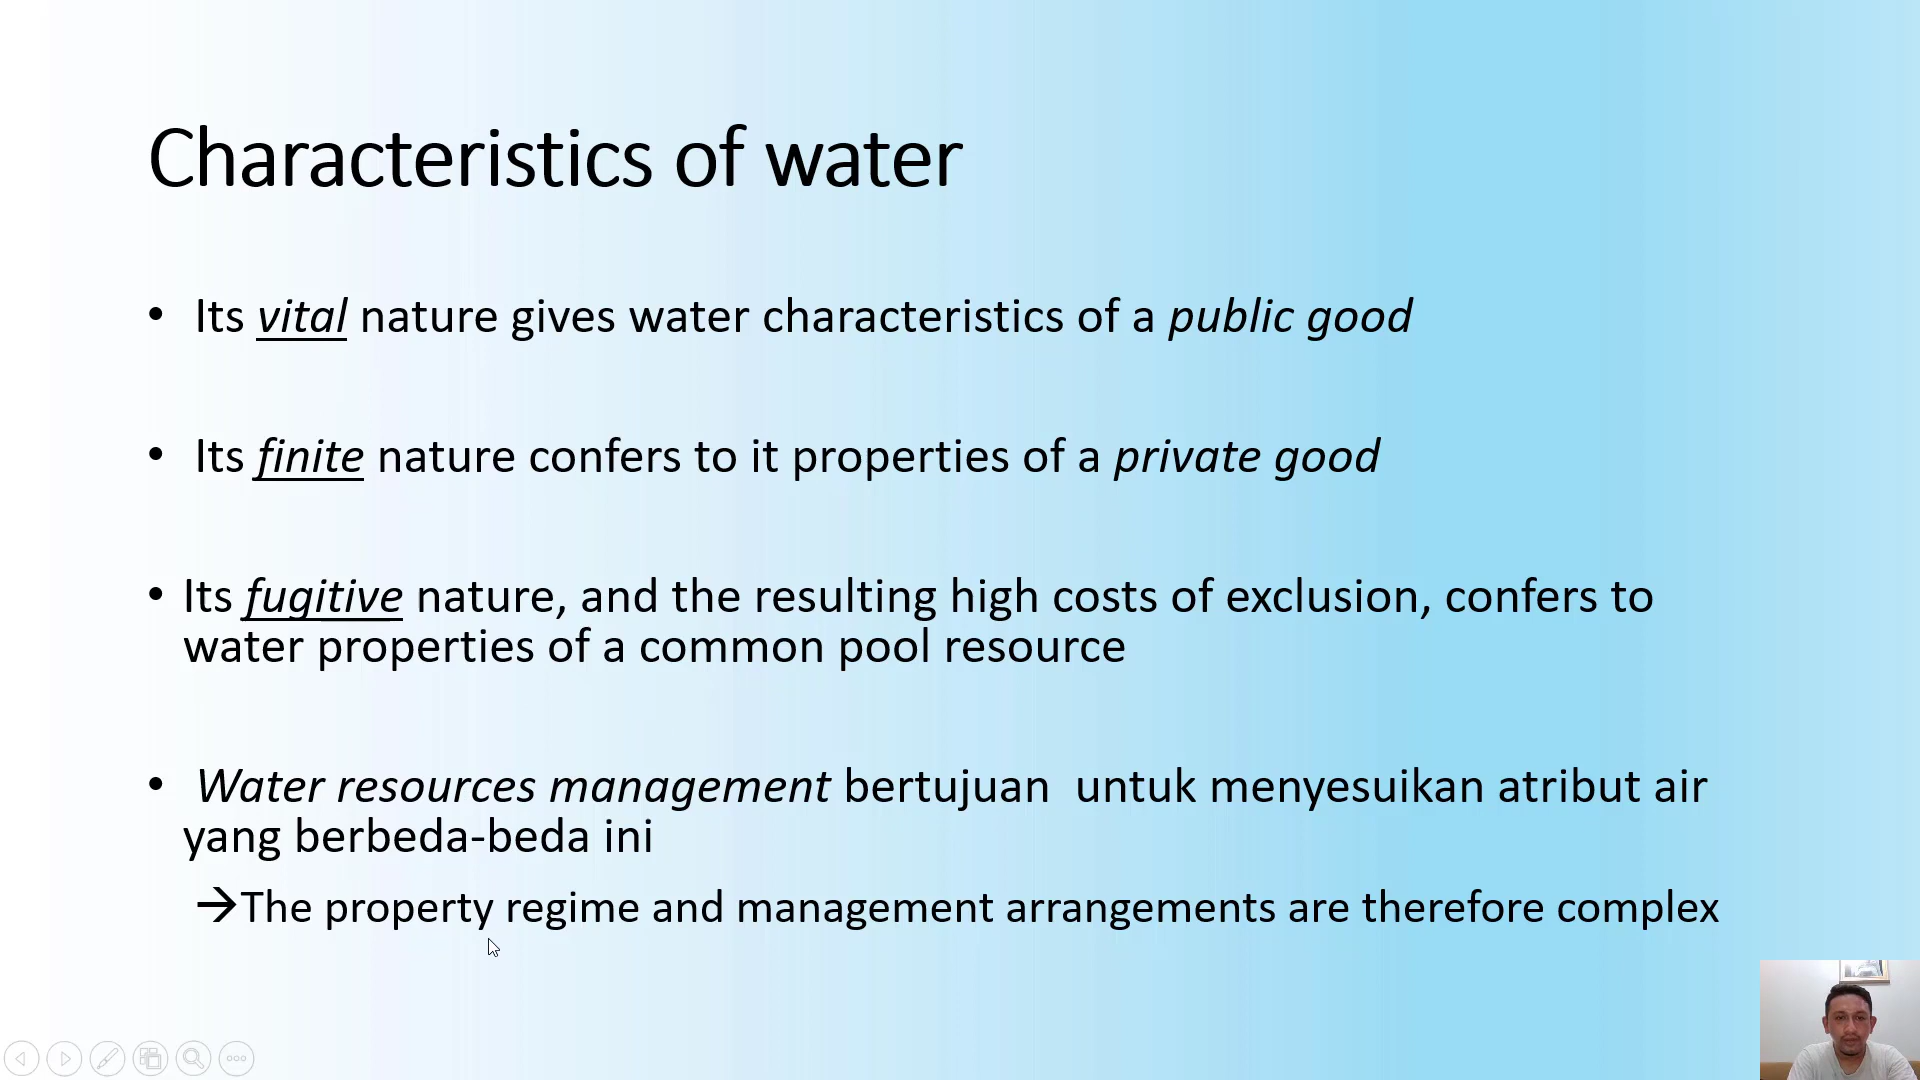 Characteristics of water
• Its vital nature gives water characteristics of a public good
• Its finite nature confers to it properties of a private good
• Its fugitive nature, and the resulting high costs of exclusion, confers to
water properties of a common pool resource
• Water resources management bertujuan untuk menyesuikan atribut air
yang berbeda-beda ini
→The property regime and management arrangements are therefore complex